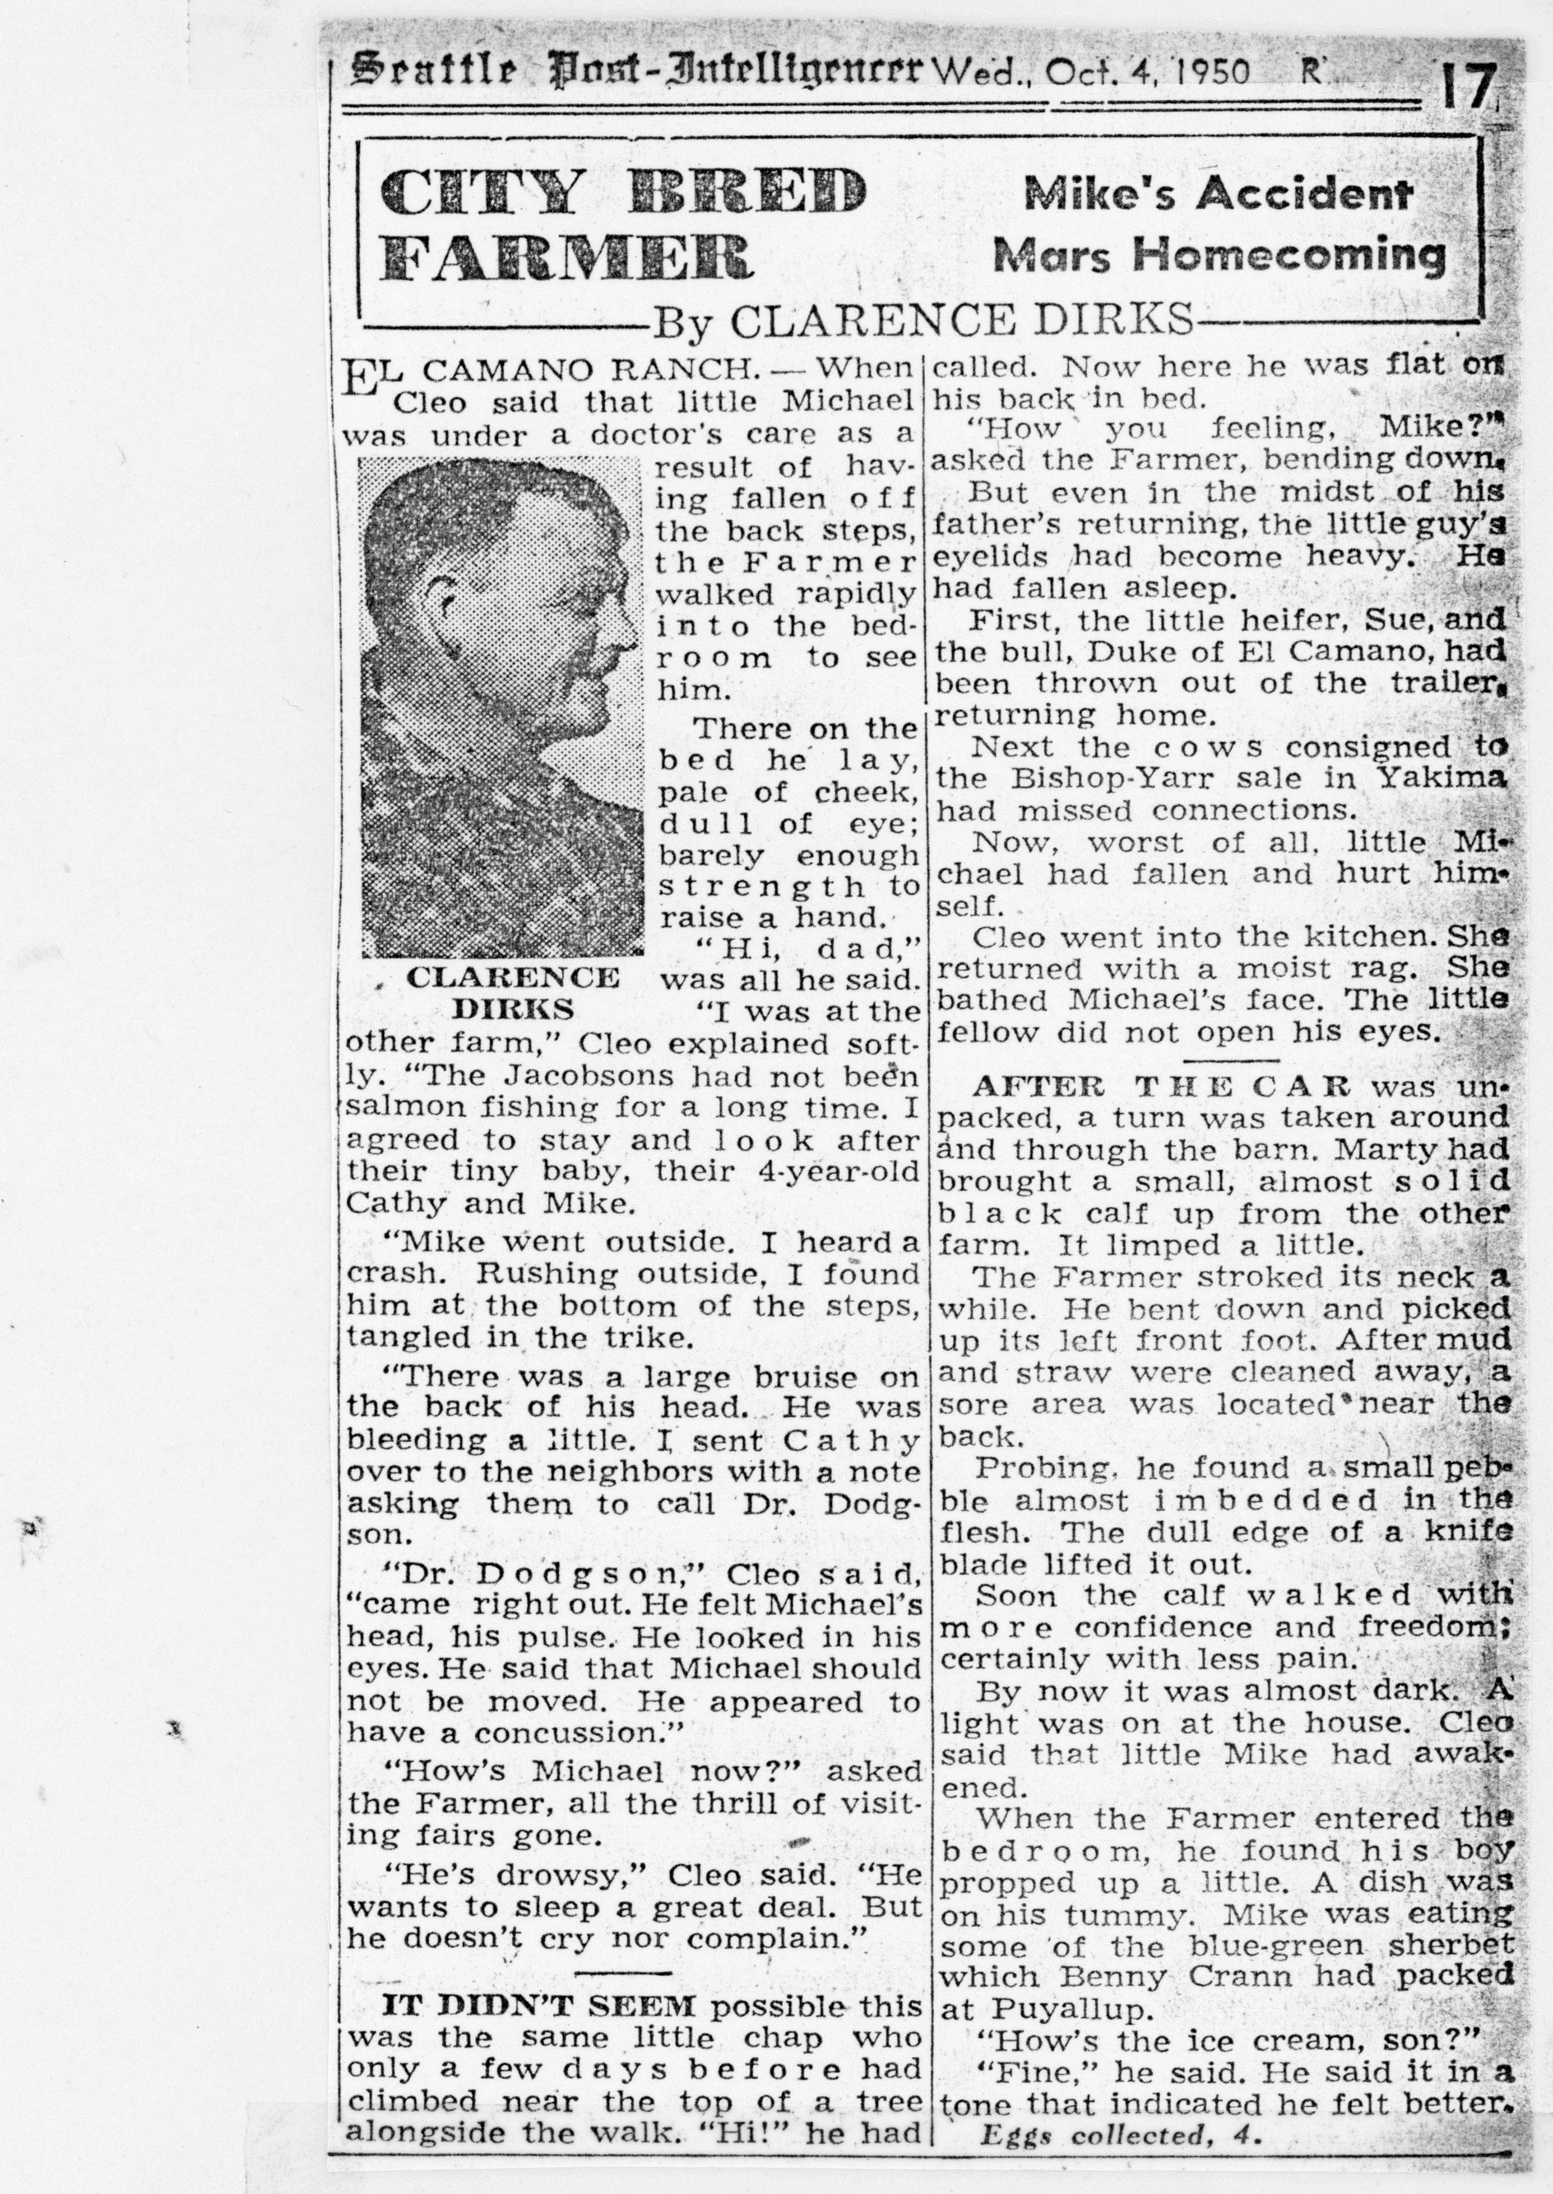 Seattle Post-Intelligencer Wed., Oct. 4, 1950 R 17
CITY BRED
FARMER
Mike's Accident
Mars Homecoming
By CLARENCE DIRKS
EL CAMANO RANCH. — When
Cleo said that little Michael
was under a doctor's care as a
result of hav-
ing fallen off
the back steps,
the Farmer
walked rapidly
into the bed-
room to see
him.
There on the
bed he lay,
pale of cheek,
dull of eye;
barely enough
strength to
raise a hand.
"Hi, dad,"
was all he said.
CLARENCE
DIRKS
"I was at the
other farm," Cleo explained soft-
ly. "The Jacobsons had not been
salmon fishing for a long time. I
agreed to stay and look after
their tiny baby, their 4-year-old
Cathy and Mike.
"Mike went outside. I heard a
crash. Rushing outside, I found
him at the bottom of the steps,
tangled in the trike.
"There was a large bruise on
the back of his head. He was
bleeding a little. I sent Cathy
over to the neighbors with a note
asking them to call Dr. Dodg-
son.
"Dr. Dodgson," Cleo said,
"came right out. He felt Michael's
head, his pulse. He looked in his
eyes. He said that Michael should
not be moved. He appeared to
have a concussion."
"How's Michael now?" asked
the Farmer, all the thrill of visit-
ing fairs gone.
"He's drowsy," Cleo said. "He
wants to sleep a great deal. But
he doesn't cry nor complain."
IT DIDN'T SEEM possible this
was the same little chap who
only a few days before had
climbed near the top of a tree
alongside the walk. "Hi!" he had
called. Now here he was flat on
his back in bed.
"How you feeling, Mike?"
asked the Farmer, bending down.
But even in the midst of his
father's returning, the little guy's
eyelids had become heavy. He
had fallen asleep.
First, the little heifer, Sue, and
the bull, Duke of El Camano, had
been thrown out of the trailer,
returning home.
Next the cows consigned to
the Bishop-Yarr sale in Yakima
had missed connections.
Now, worst of all, little Mi-
chael had fallen and hurt him-
self.
Cleo went into the kitchen. She
returned with a moist rag. She
bathed Michael's face. The little
fellow did not open his eyes.
AFTER THE CAR was un-
packed, a turn was taken around
and through the barn. Marty had
brought a small, almost solid
black calf up from the other
farm. It limped a little.
The Farmer stroked its neck a
while. He bent down and picked
up its left front foot. After mud
and straw were cleaned away, a
sore area was located near the
back.
Probing, he found a small peb-
ble almost imbedded in the
flesh. The dull edge of a knife
blade lifted it out.
Soon the calf walked with
more confidence and freedom;
certainly with less pain.
By now it was almost dark. A
light was on at the house. Cleo
said that little Mike had awak-
ened.
When the Farmer entered the
bedroom, he found his boy
propped up a little. A dish was
on his tummy. Mike was eating
some of the blue-green sherbet
which Benny Crann had packed
at Puyallup.
"How's the ice cream, son?"
"Fine," he said. He said it in a
tone that indicated he felt better.
Eggs collected, 4.